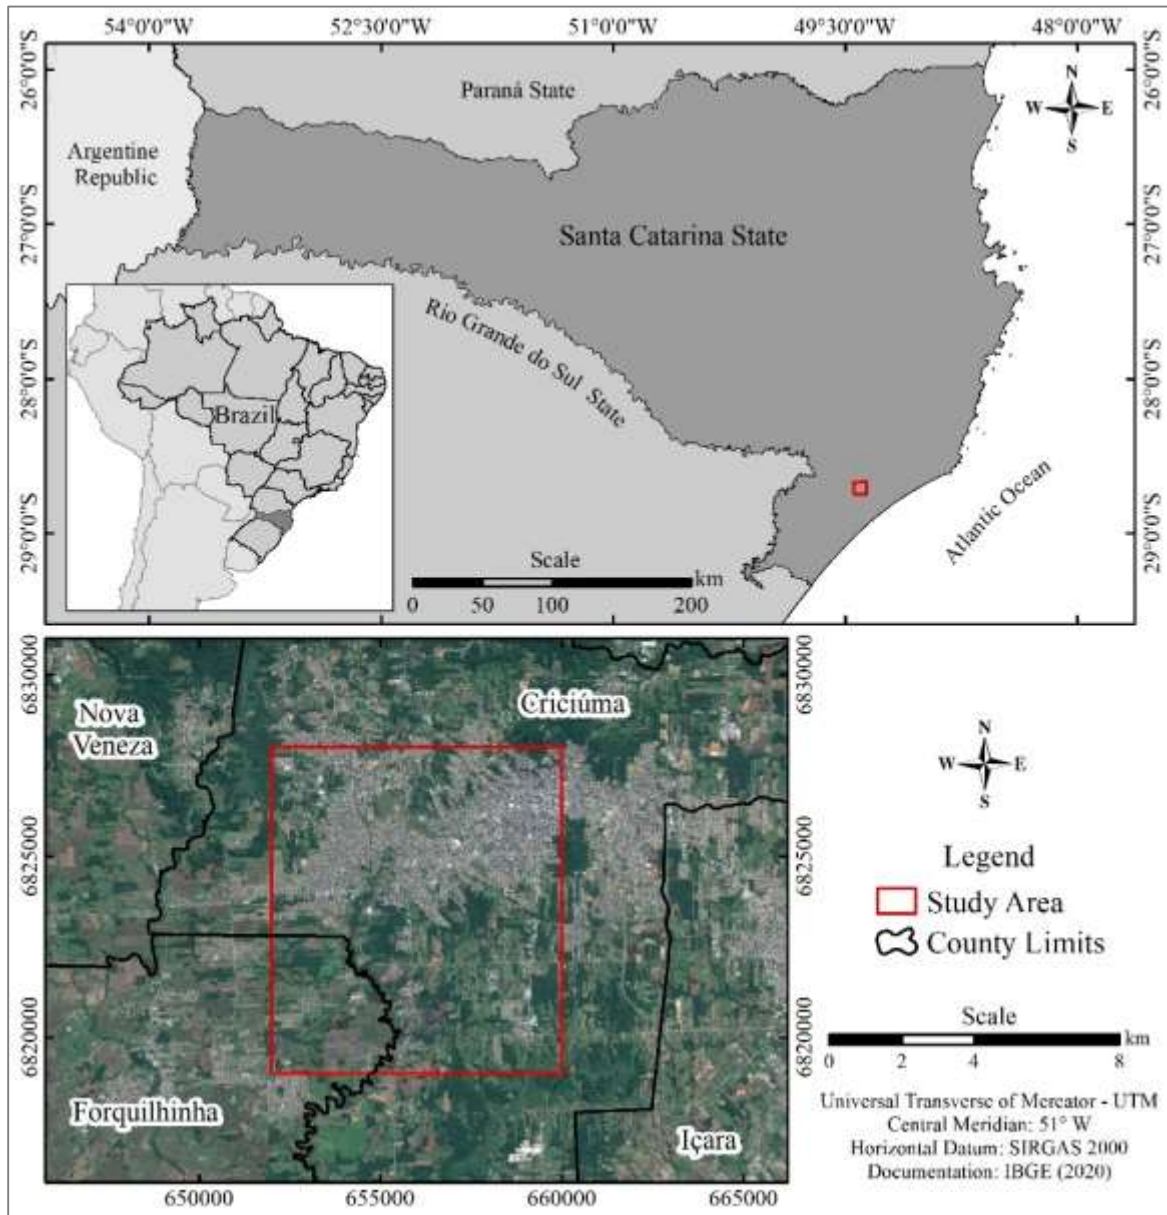 54°0'0"W 52°30'0"W 51°0'0"W 49°30'0"W 48°0'0"W
26°0'0"S
27°0'0"S
28°0'0"S
29°0'0"S
26°0'0"S
27°0'0"S
28°0'0"S
29°0'0"S
Paraná State
N
W E
S
Argentine
Republic
Santa Catarina State
Rio Grande do Sul State
Brazil
Atlantic Ocean
Scale
km
0 50 100 200
6830000
6825000
6820000
6830000
6825000
6820000
Nova
Veneza
Criciúma
Forquilhinha
Içara
650000 655000 660000 665000
N
W E
S
Legend
Study Area
County Limits
Scale
km
0 2 4 8
Universal Transverse of Mercator - UTM
Central Meridian: 51° W
Horizontal Datum: SIRGAS 2000
Documentation: IBGE (2020)